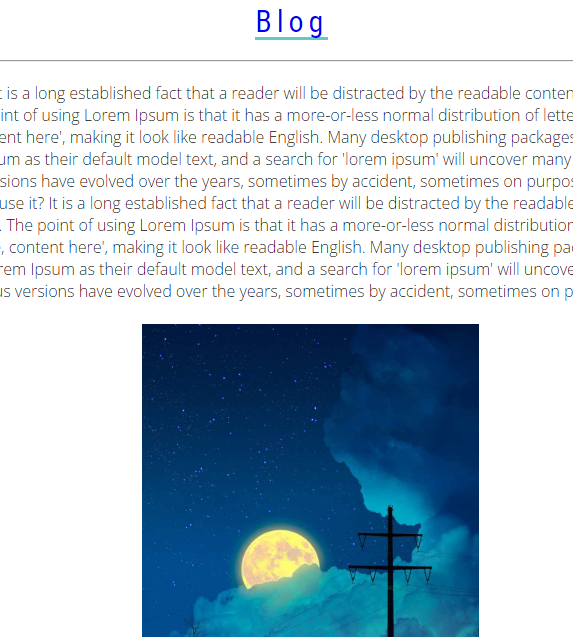 Blog
t is a long established fact that a reader will be distracted by the readable conten
int of using Lorem Ipsum is that it has a more-or-less normal distribution of lette
ent here', making it look like readable English. Many desktop publishing packages
um as their default model text, and a search for 'lorem ipsum' will uncover many
sions have evolved over the years, sometimes by accident, sometimes on purpos
use it? It is a long established fact that a reader will be distracted by the readable
. The point of using Lorem Ipsum is that it has a more-or-less normal distribution
, content here', making it look like readable English. Many desktop publishing pac
rem Ipsum as their default model text, and a search for 'lorem ipsum' will uncove
us versions have evolved over the years, sometimes by accident, sometimes on p